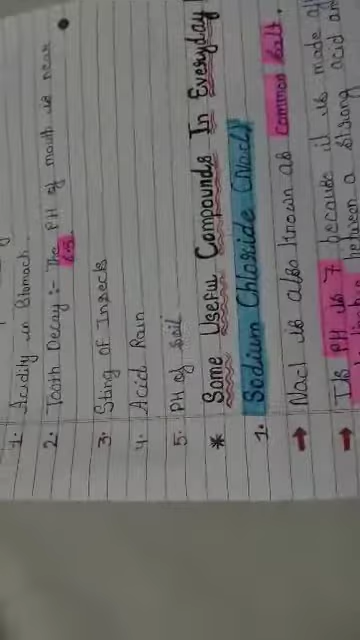 1. Acidity in Stomach.
2. Tooth Decay :- The PH of mouth is near
5.5.
3. Sting of Insects
4. Acid Rain
5. PH of Soil
* Some Useful Compounds In Everyday
1. Sodium Chloride (Nacl)
→ Nacl is also known as common salt.
→ Its PH is 7 because it is made of
between a strong acid an